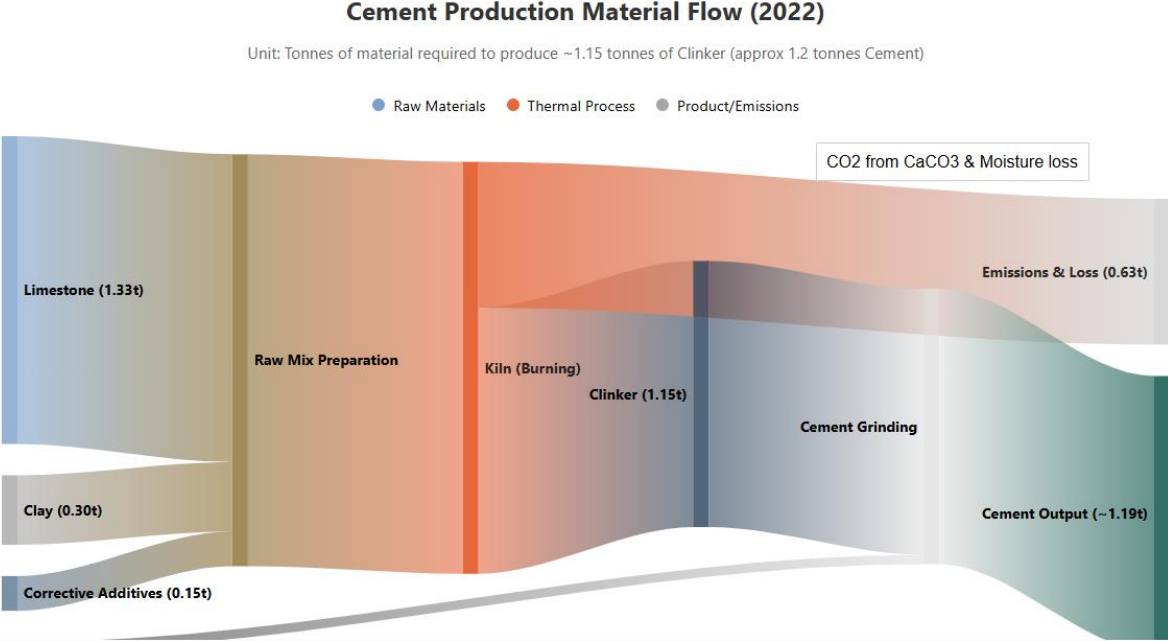 Cement Production Material Flow (2022)
Unit: Tonnes of material required to produce ~1.15 tonnes of Clinker (approx 1.2 tonnes Cement)
Raw Materials
Thermal Process
Product/Emissions
CO2 from CaCO3 & Moisture loss
Emissions & Loss (0.63t)
Limestone (1.33t)
Raw Mix Preparation
Kiln (Burning)
Clinker (1.15t)
Cement Grinding
Clay (0.30t)
Cement Output (~1.19t)
Corrective Additives (0.15t)